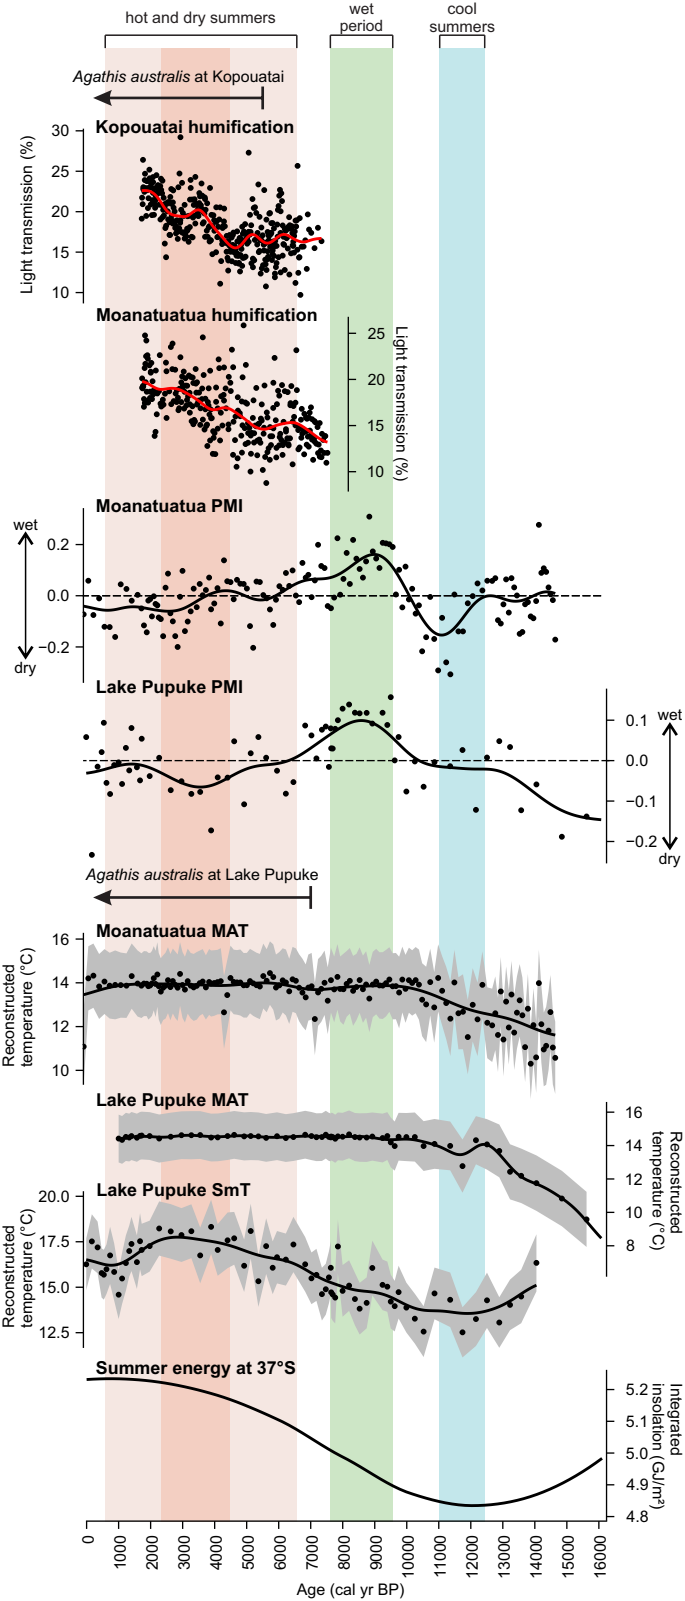 hot and dry summers
wet
period
cool
summers
Agathis australis at Kopouatai
Kopouatai humification
30
25
20
15
10
Light transmission (%)
Moanatuatua humification
25
20
15
10
Light transmission (%)
Moanatuatua PMI
wet
dry
0.2
0.0
−0.2
Lake Pupuke PMI
0.1
0.0
−0.1
−0.2
wet
dry
Agathis australis at Lake Pupuke
Moanatuatua MAT
16
14
12
10
Reconstructed
temperature (°C)
Lake Pupuke MAT
16
14
12
10
8
Reconstructed
temperature (°C)
Lake Pupuke SmT
20.0
17.5
15.0
12.5
Reconstructed
temperature (°C)
Summer energy at 37°S
5.2
5.1
5.0
4.9
4.8
Integrated
insolation (GJ/m²)
0
1000
2000
3000
4000
5000
6000
7000
8000
9000
10000
11000
12000
13000
14000
15000
16000
Age (cal yr BP)